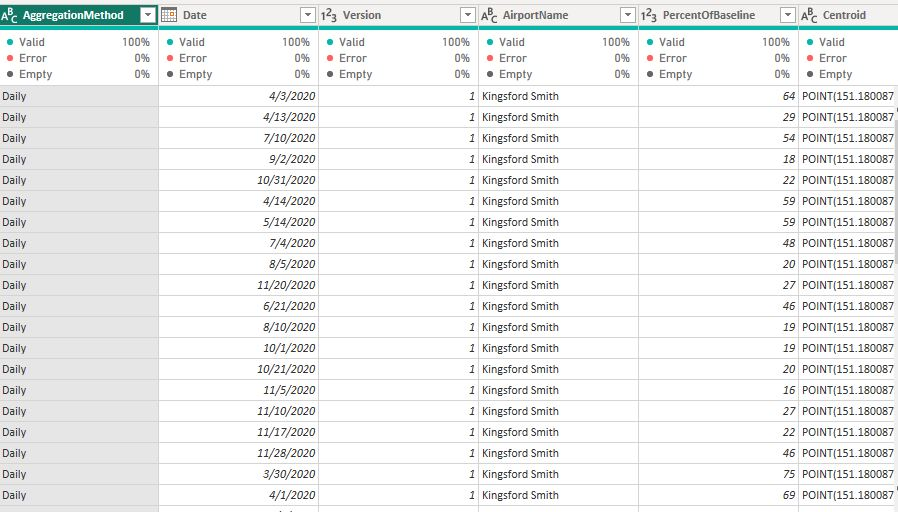 ABC AggregationMethod Date 123 Version ABC AirportName 123 PercentOfBaseline ABC Centroid
Valid 100% Valid 100% Valid 100% Valid 100% Valid 100% Valid
Error 0% Error 0% Error 0% Error 0% Error 0% Error
Empty 0% Empty 0% Empty 0% Empty 0% Empty 0% Empty
Daily 4/3/2020 1 Kingsford Smith 64 POINT(151.180087
Daily 4/13/2020 1 Kingsford Smith 29 POINT(151.180087
Daily 7/10/2020 1 Kingsford Smith 54 POINT(151.180087
Daily 9/2/2020 1 Kingsford Smith 18 POINT(151.180087
Daily 10/31/2020 1 Kingsford Smith 22 POINT(151.180087
Daily 4/14/2020 1 Kingsford Smith 59 POINT(151.180087
Daily 5/14/2020 1 Kingsford Smith 59 POINT(151.180087
Daily 7/4/2020 1 Kingsford Smith 48 POINT(151.180087
Daily 8/5/2020 1 Kingsford Smith 20 POINT(151.180087
Daily 11/20/2020 1 Kingsford Smith 27 POINT(151.180087
Daily 6/21/2020 1 Kingsford Smith 46 POINT(151.180087
Daily 8/10/2020 1 Kingsford Smith 19 POINT(151.180087
Daily 10/1/2020 1 Kingsford Smith 19 POINT(151.180087
Daily 10/21/2020 1 Kingsford Smith 20 POINT(151.180087
Daily 11/5/2020 1 Kingsford Smith 16 POINT(151.180087
Daily 11/10/2020 1 Kingsford Smith 27 POINT(151.180087
Daily 11/17/2020 1 Kingsford Smith 22 POINT(151.180087
Daily 11/28/2020 1 Kingsford Smith 46 POINT(151.180087
Daily 3/30/2020 1 Kingsford Smith 75 POINT(151.180087
Daily 4/1/2020 1 Kingsford Smith 69 POINT(151.180087